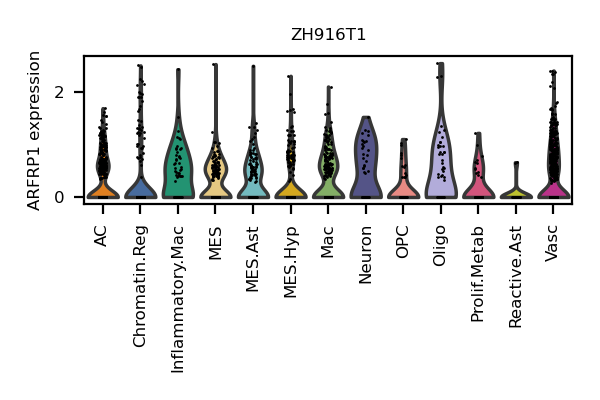 ZH916T1
ARFRP1 expression
2
0
AC
Chromatin.Reg
Inflammatory.Mac
MES
MES.Ast
MES.Hyp
Mac
Neuron
OPC
Oligo
Prolif.Metab
Reactive.Ast
Vasc